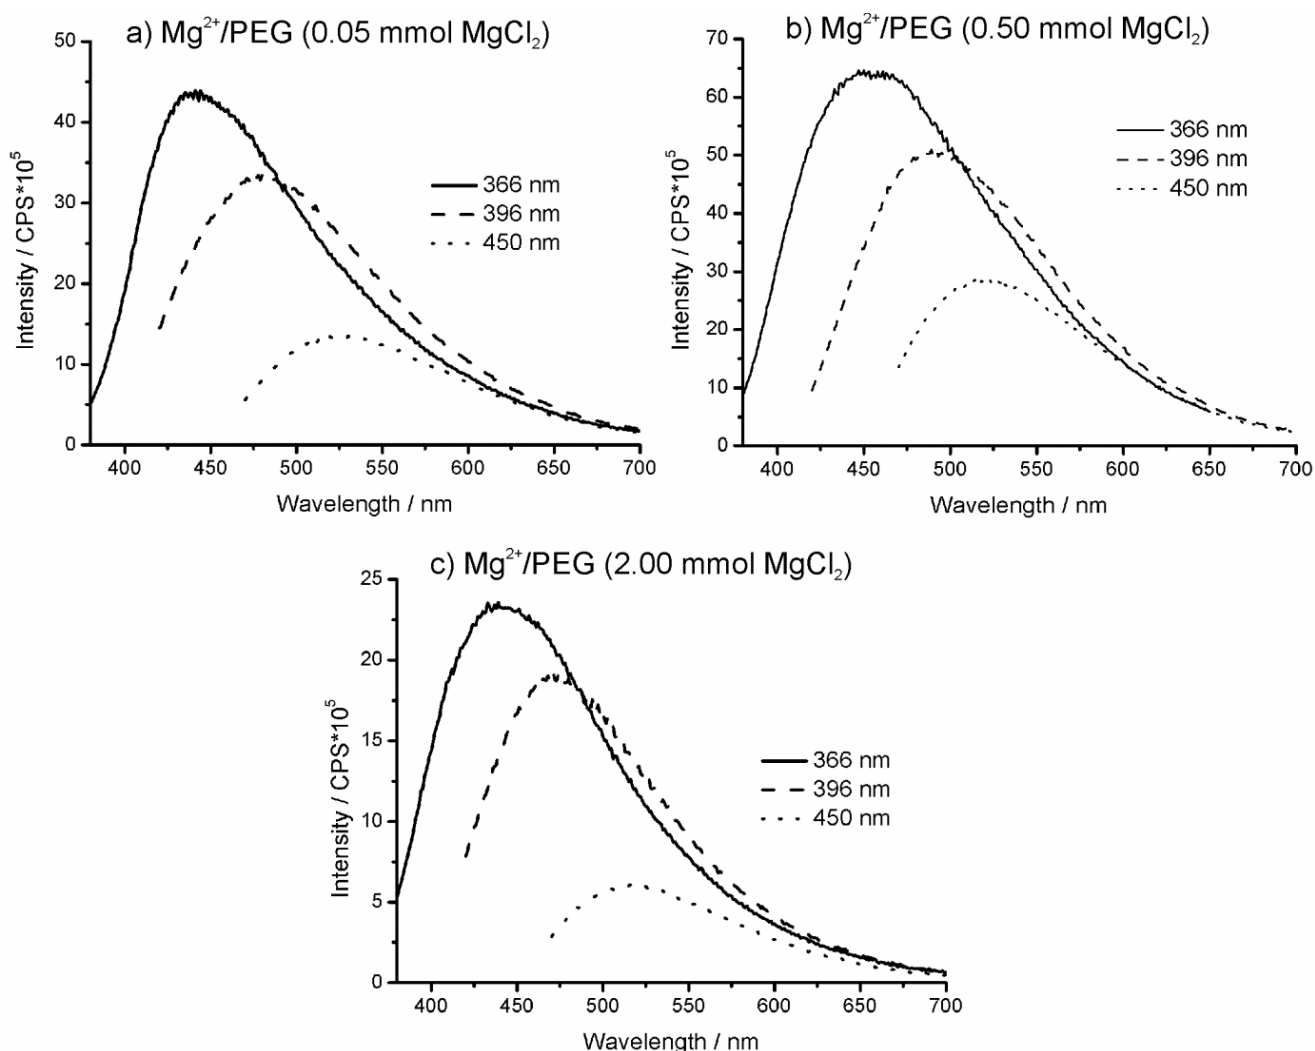 a) Mg²⁺/PEG (0.05 mmol MgCl₂)
50
40
30
20
10
0
Intensity / CPS*10⁵
366 nm
396 nm
450 nm
400 450 500 550 600 650 700
Wavelength / nm
b) Mg²⁺/PEG (0.50 mmol MgCl₂)
70
60
50
40
30
20
10
0
Intensity / CPS*10⁵
366 nm
396 nm
450 nm
400 450 500 550 600 650 700
Wavelength / nm
c) Mg²⁺/PEG (2.00 mmol MgCl₂)
25
20
15
10
5
0
Intensity / CPS*10⁵
366 nm
396 nm
450 nm
400 450 500 550 600 650 700
Wavelength / nm